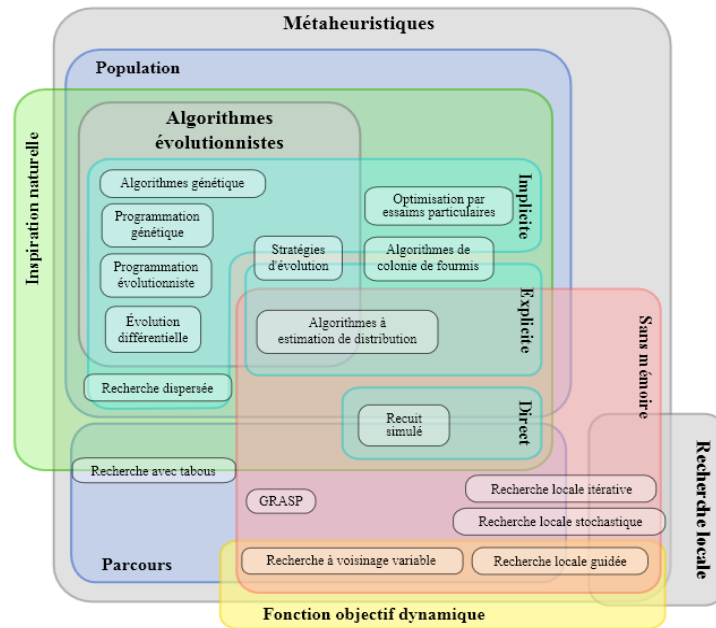 Métaheuristiques
Population
Algorithmes
évolutionnistes
Inspiration naturelle
Algorithmes génétique
Implicite
Optimisation par
essaims particulaires
Programmation
génétique
Stratégies
d'évolution
Algorithmes de
colonie de fourmis
Programmation
évolutionniste
Explicite
Évolution
différentielle
Algorithmes à
estimation de distribution
Sans mémoire
Recherche dispersée
Direct
Recuit
simulé
Recherche avec tabous
Recherche locale
Recherche locale itérative
GRASP
Recherche locale stochastique
Parcours
Recherche à voisinage variable
Recherche locale guidée
Fonction objectif dynamique